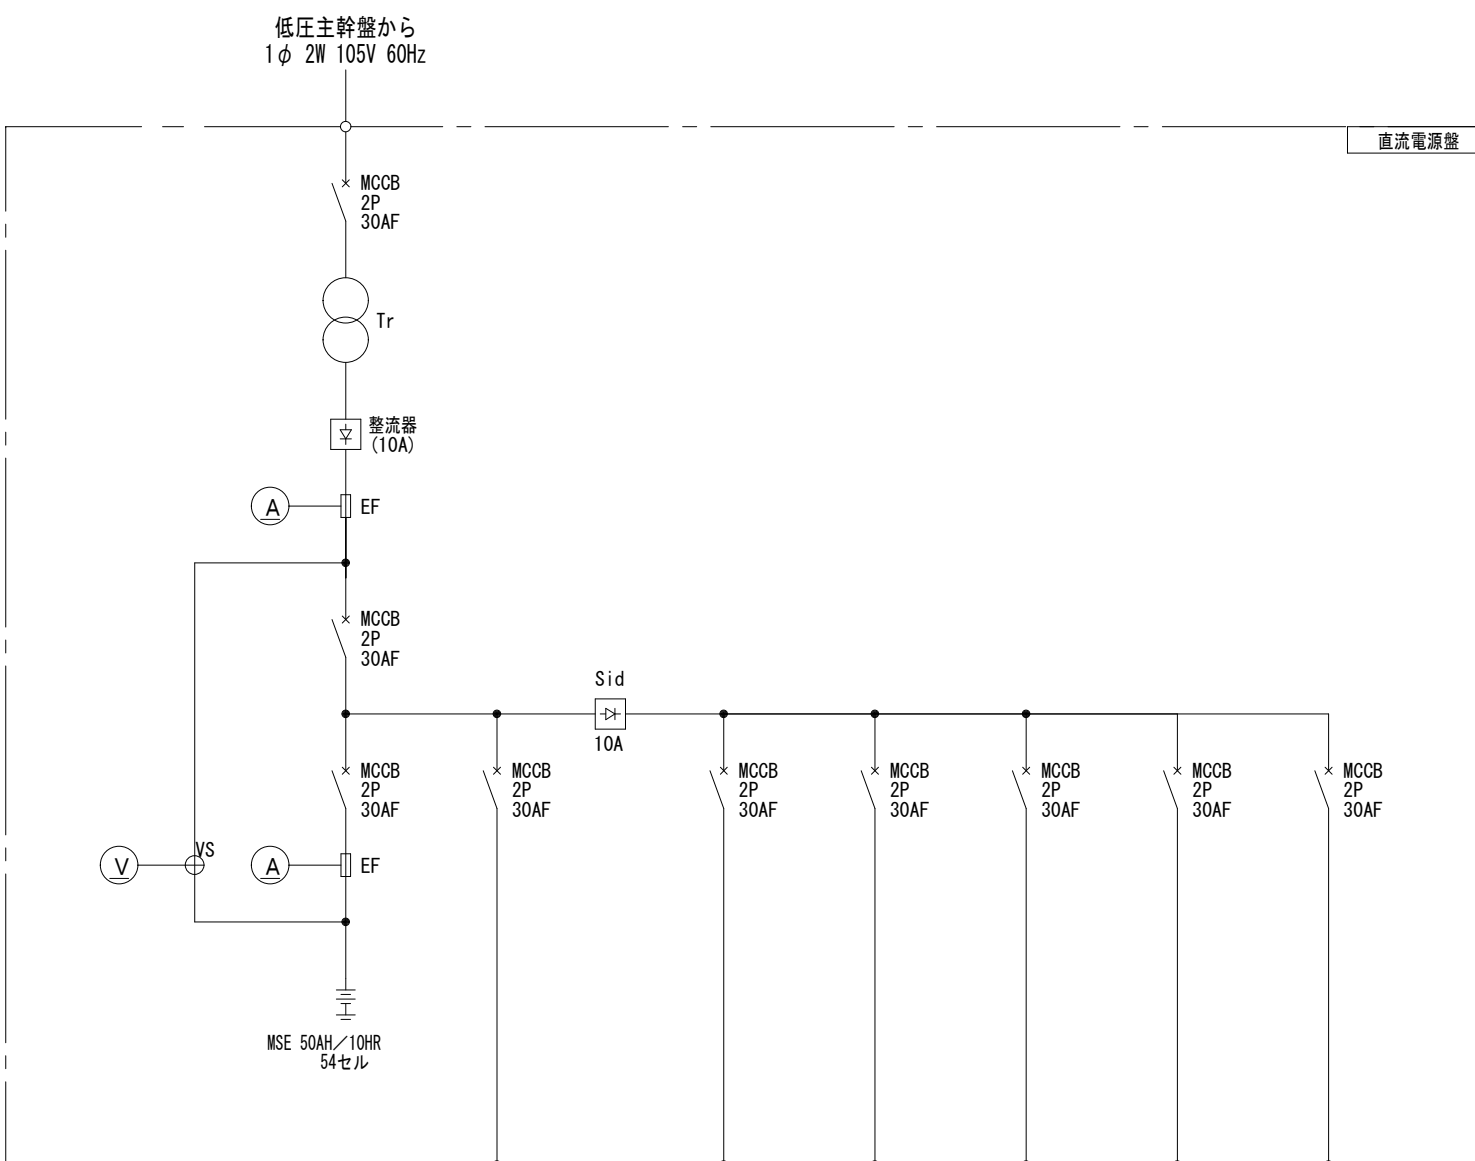 低圧主幹盤から
1φ 2W 105V 60Hz
直流電源盤
MCCB
2P
30AF
Tr
整流器
(10A)
A
EF
MCCB
2P
30AF
Sid
10A
MCCB
2P
30AF
MCCB
2P
30AF
MCCB
2P
30AF
MCCB
2P
30AF
MCCB
2P
30AF
MCCB
2P
30AF
MCCB
2P
30AF
V
VS
A
EF
MSE 50AH/10HR
54セル